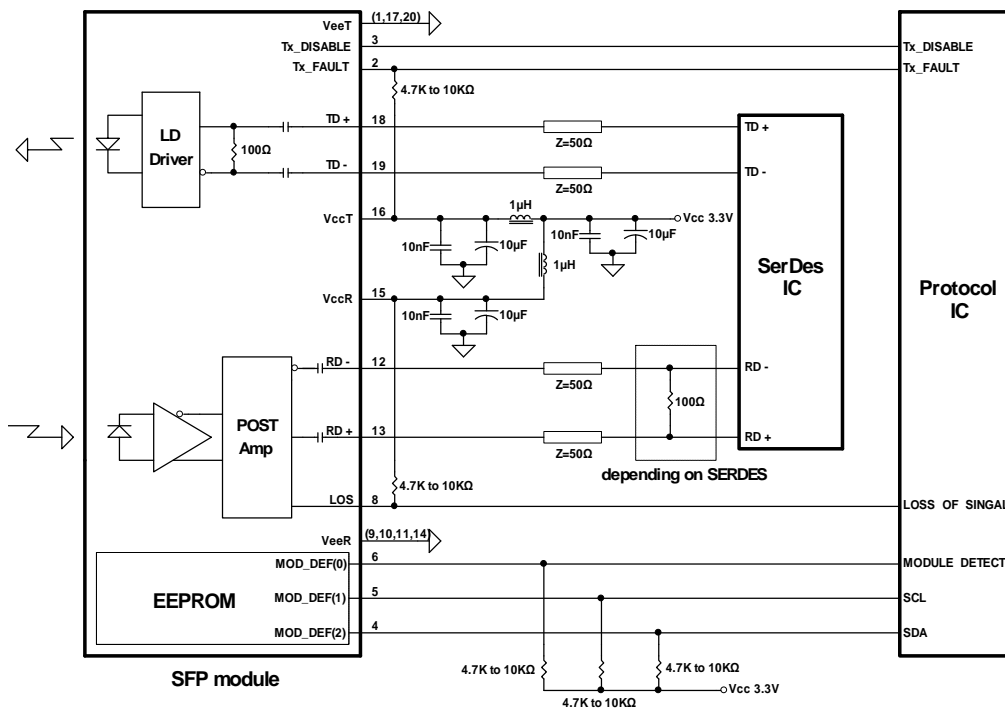 VeeT (1,17,20)
Tx_DISABLE 3 Tx_DISABLE
Tx_FAULT 2 Tx_FAULT
4.7K to 10KΩ
LD
Driver
100Ω
TD + 18 Z=50Ω TD +
TD - 19 Z=50Ω TD -
1µH
VccT 16 Vcc 3.3V
10nF 10µF 10nF 10µF
1µH
SerDes
IC
Protocol
IC
VccR 15
10nF 10µF
RD - 12 Z=50Ω RD -
100Ω
POST
Amp
RD + 13 Z=50Ω RD +
depending on SERDES
4.7K to 10KΩ
LOS 8 LOSS OF SINGAL
VeeR (9,10,11,14)
MOD_DEF(0) 6 MODULE DETECT
EEPROM
MOD_DEF(1) 5 SCL
MOD_DEF(2) 4 SDA
4.7K to 10KΩ 4.7K to 10KΩ
4.7K to 10KΩ
Vcc 3.3V
SFP module